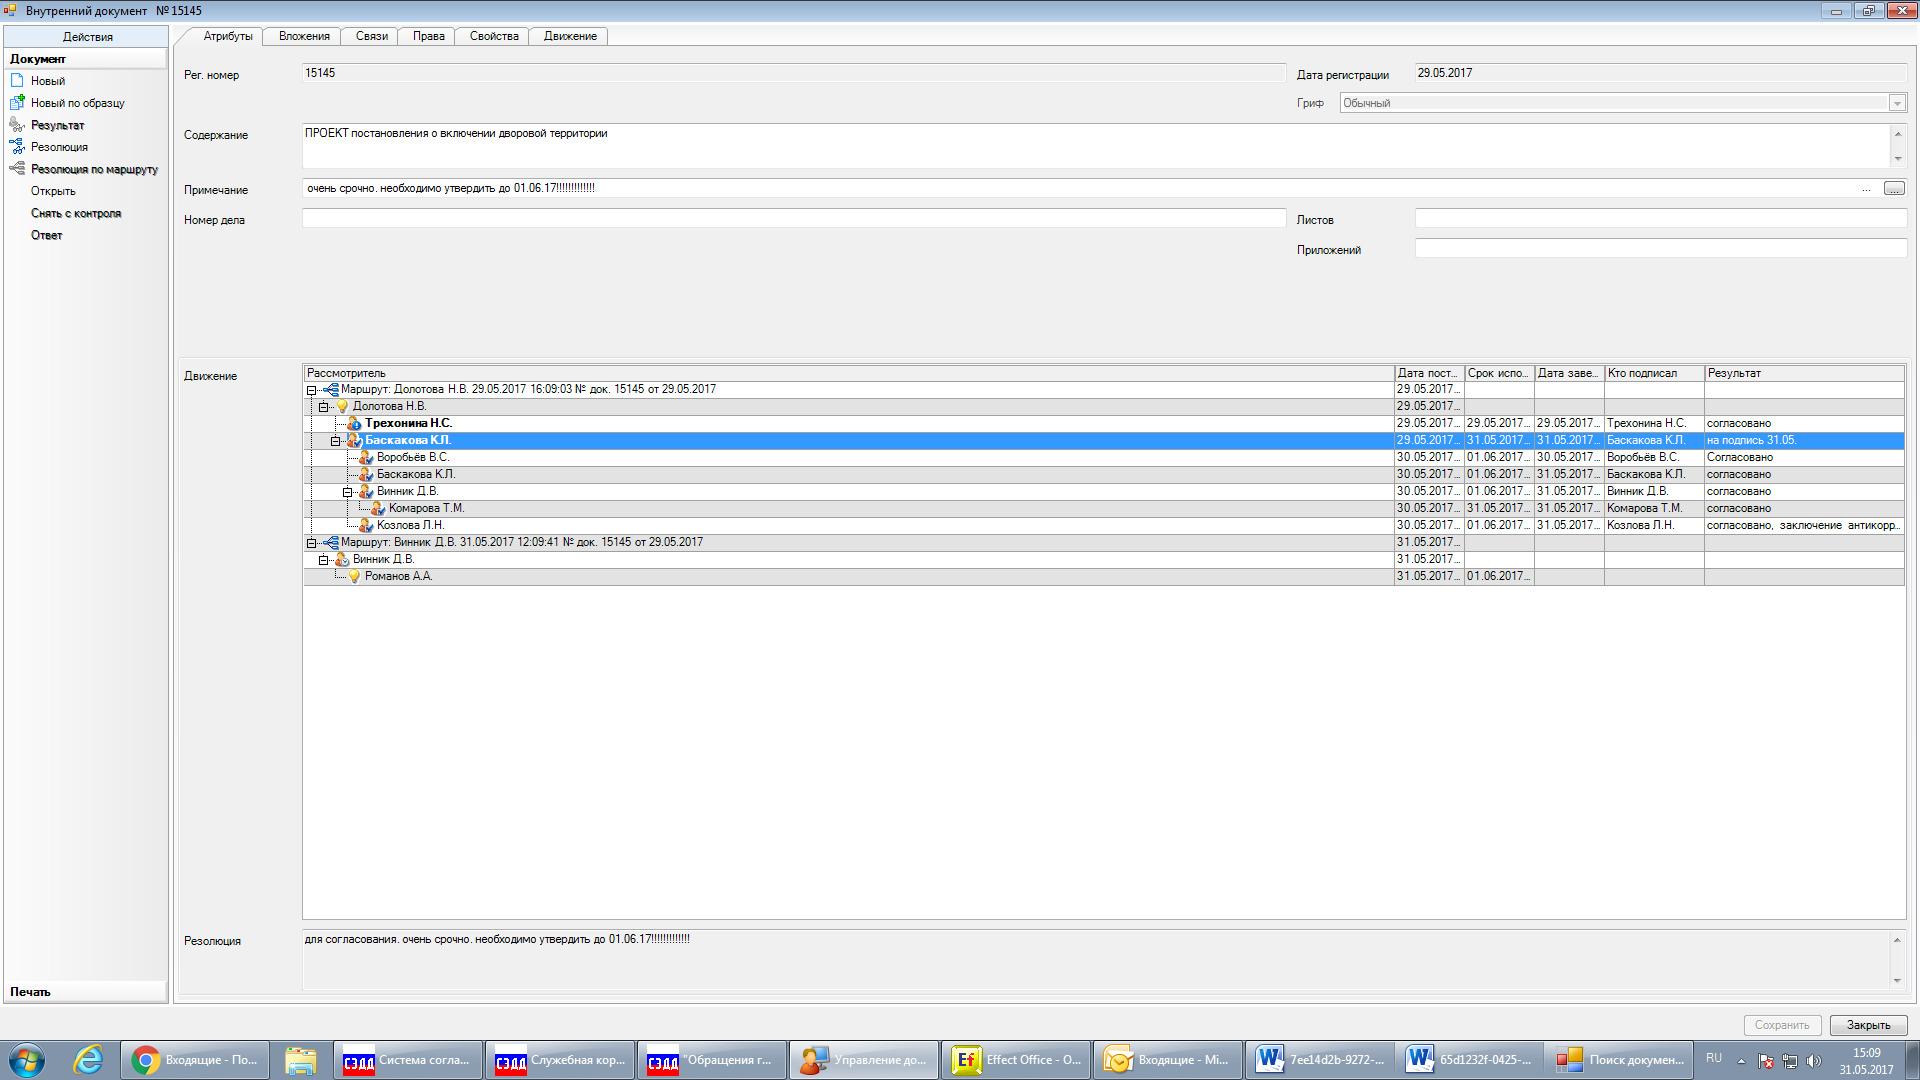 Внутренний документ № 15145
Действия
Документ
Новый
Новый по образцу
Результат
Резолюция
Резолюция по маршруту
Открыть
Снять с контроля
Ответ
Печать
Атрибуты Вложения Связи Права Свойства Движение
Рег. номер 15145 Дата регистрации 29.05.2017
Гриф Обычный
Содержание ПРОЕКТ постановления о включении дворовой территории
Примечание очень срочно. необходимо утвердить до 01.06.17!!!!!!!!!!!!! ... ...
Номер дела Листов
Приложений
Движение
Рассмотритель Дата пост... Срок испо... Дата заве... Кто подписал Результат
Маршрут: Долотова Н.В. 29.05.2017 16:09:03 № док. 15145 от 29.05.2017 29.05.2017...
Долотова Н.В. 29.05.2017...
Трехонина Н.С. 29.05.2017... 29.05.2017... 29.05.2017... Трехонина Н.С. согласовано
Баскакова К.Л. 29.05.2017... 31.05.2017... 31.05.2017... Баскакова К.Л. на подпись 31.05.
Воробьёв В.С. 30.05.2017... 01.06.2017... 30.05.2017... Воробьёв В.С. Согласовано
Баскакова К.Л. 30.05.2017... 01.06.2017... 31.05.2017... Баскакова К.Л. согласовано
Винник Д.В. 30.05.2017... 01.06.2017... 31.05.2017... Винник Д.В. согласовано
Комарова Т.М. 30.05.2017... 31.05.2017... 31.05.2017... Комарова Т.М. согласовано
Козлова Л.Н. 30.05.2017... 01.06.2017... 31.05.2017... Козлова Л.Н. согласовано, заключение антикорр...
Маршрут: Винник Д.В. 31.05.2017 12:09:41 № док. 15145 от 29.05.2017 31.05.2017...
Винник Д.В. 31.05.2017...
Романов А.А. 31.05.2017... 01.06.2017...
Резолюция для согласования. очень срочно. необходимо утвердить до 01.06.17!!!!!!!!!!!!!
Сохранить Закрыть
Входящие - По... СЭДД Система согла... СЭДД Служебная кор... СЭДД "Обращения г... Управление до... Ef Effect Office - O... Входящие - Mi... 7ee14d2b-9272-... 65d1232f-0425-... Поиск докумен... RU 15:09
31.05.2017